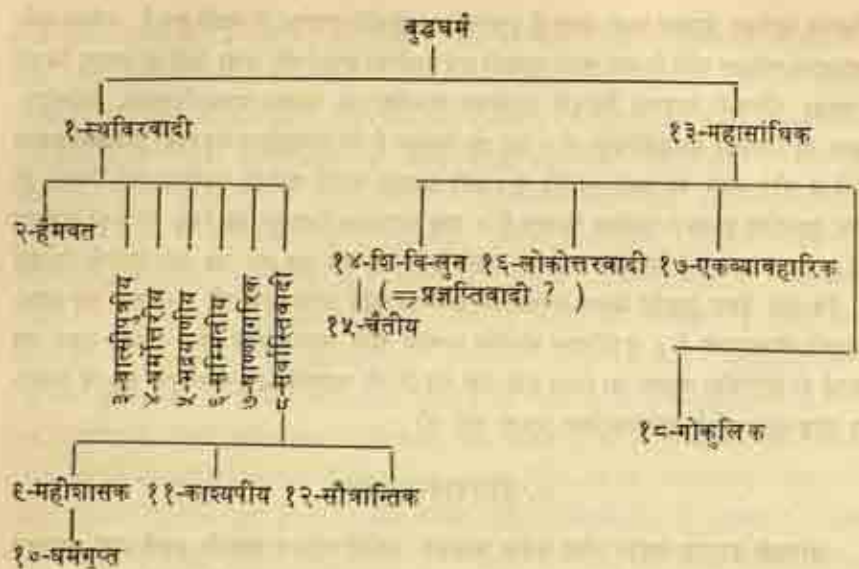 बुद्धधर्म
१-स्थविरवादी
१३-महासांघिक
२-हैमवत
३-वात्सीपुत्रीय
४-धर्मोत्तरीय
५-भद्रयाणीय
६-सम्मितीय
७-षाण्णागरिक
८-सर्वास्तिवादी
१४-शि-बि-लुन १६-लोकोत्तरवादी १७-एकव्यावहारिक
(=प्रज्ञप्तिवादी ? )
१५-चैतीय
१८-गोकुलिक
९-महीशासक ११-काश्यपीय १२-सौत्रान्तिक
१०-धर्मगुप्त